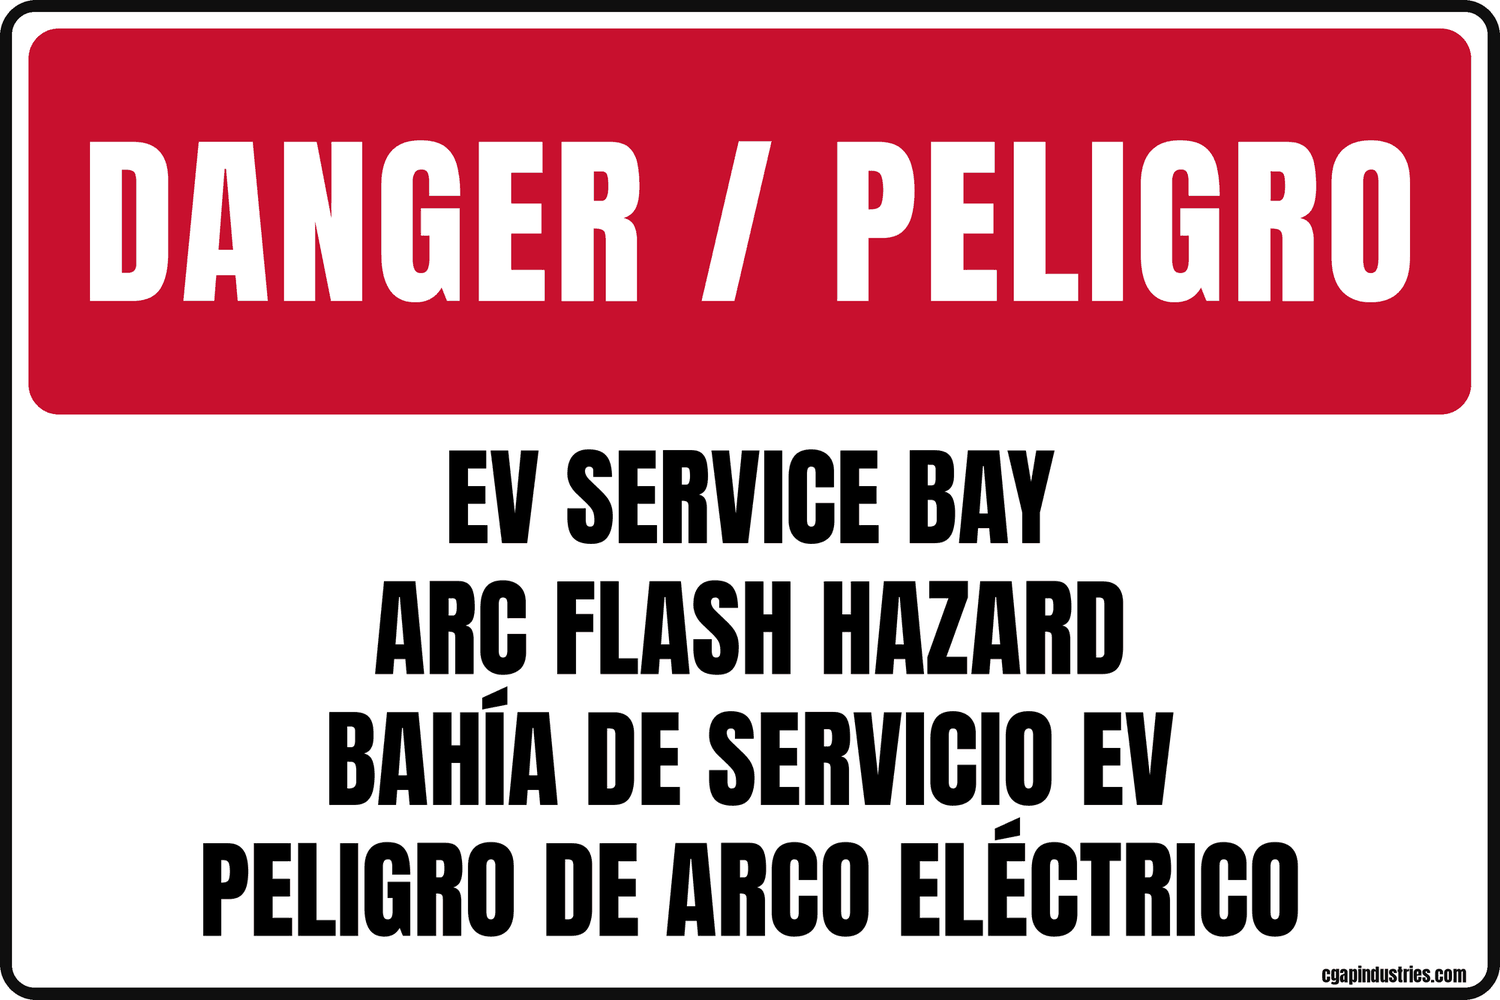 DANGER / PELIGRO
EV SERVICE BAY
ARC FLASH HAZARD
BAHÍA DE SERVICIO EV
PELIGRO DE ARCO ELÉCTRICO
cgapindustries.com